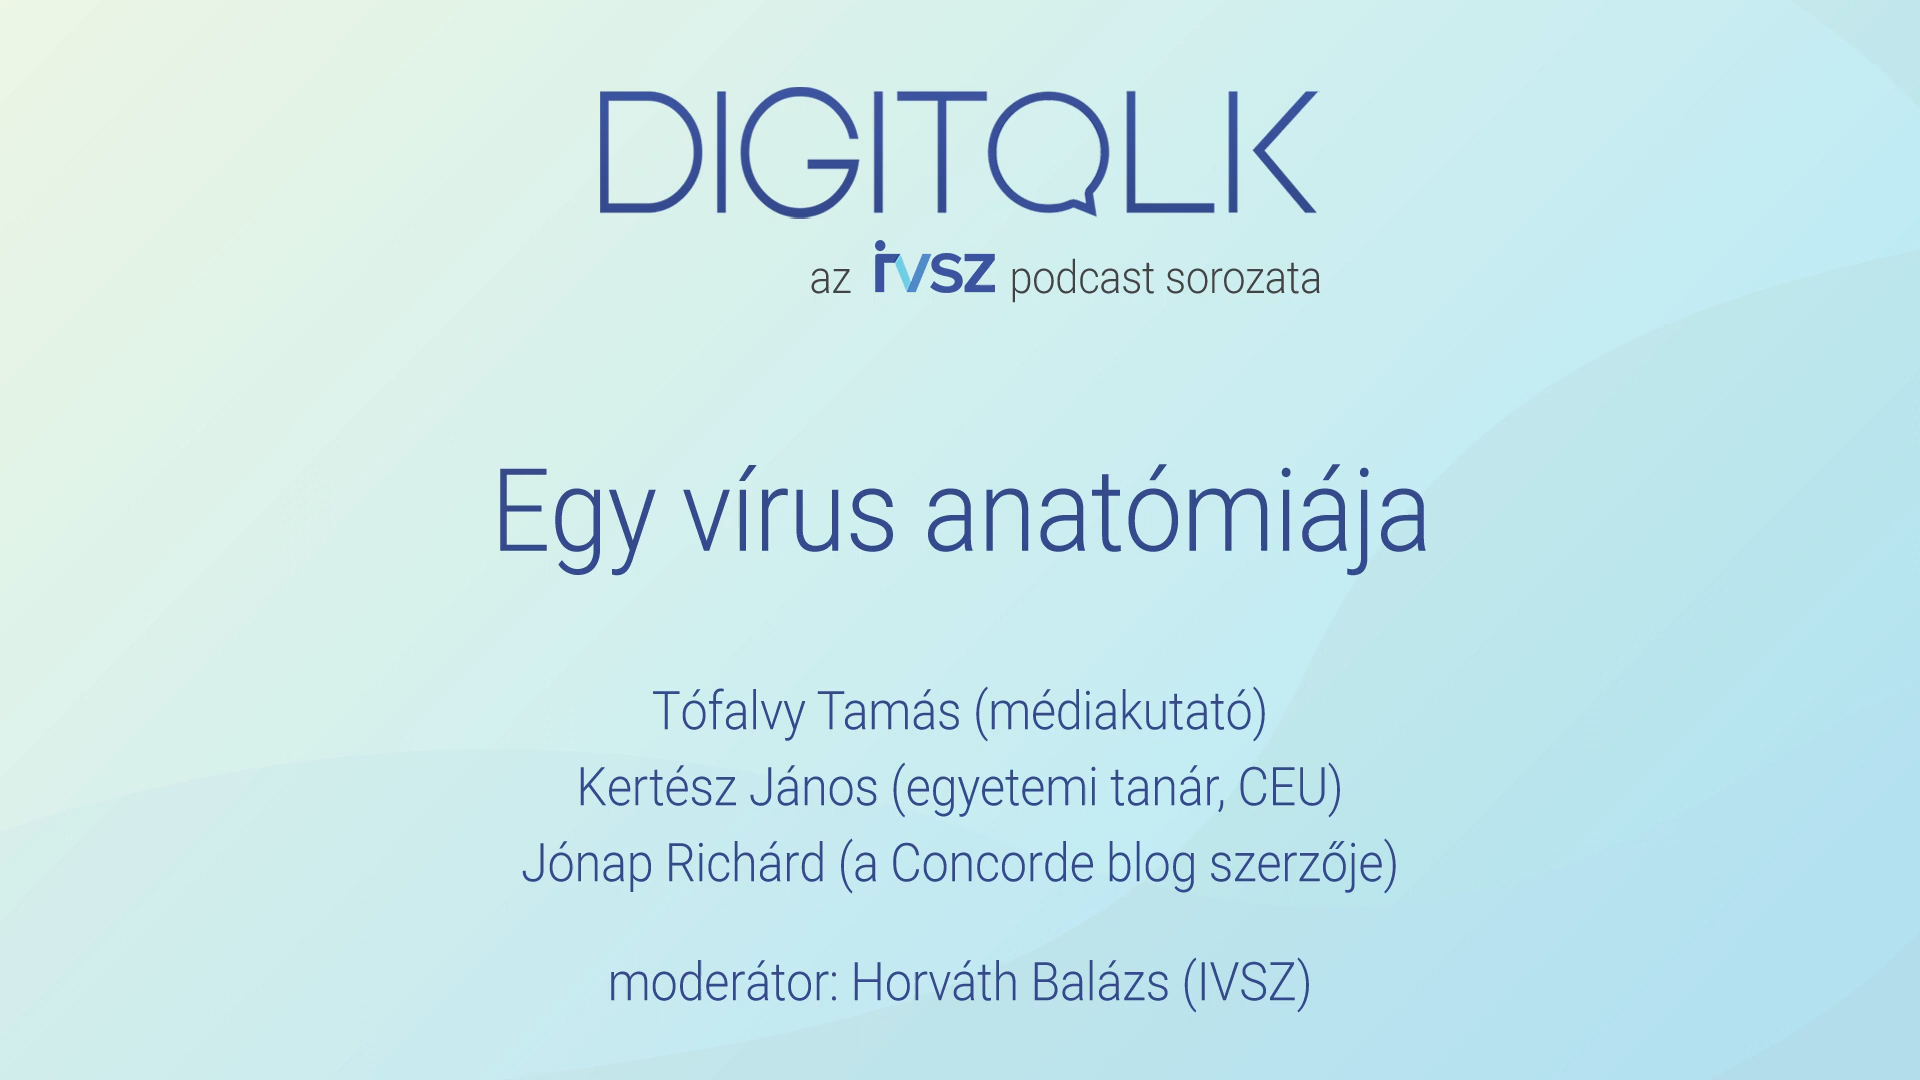 DIGITALK
az ivsz podcast sorozata
Egy vírus anatómiája
Tófalvy Tamás (médiakutató)
Kertész János (egyetemi tanár, CEU)
Jónap Richárd (a Concorde blog szerzője)
moderátor: Horváth Balázs (IVSZ)